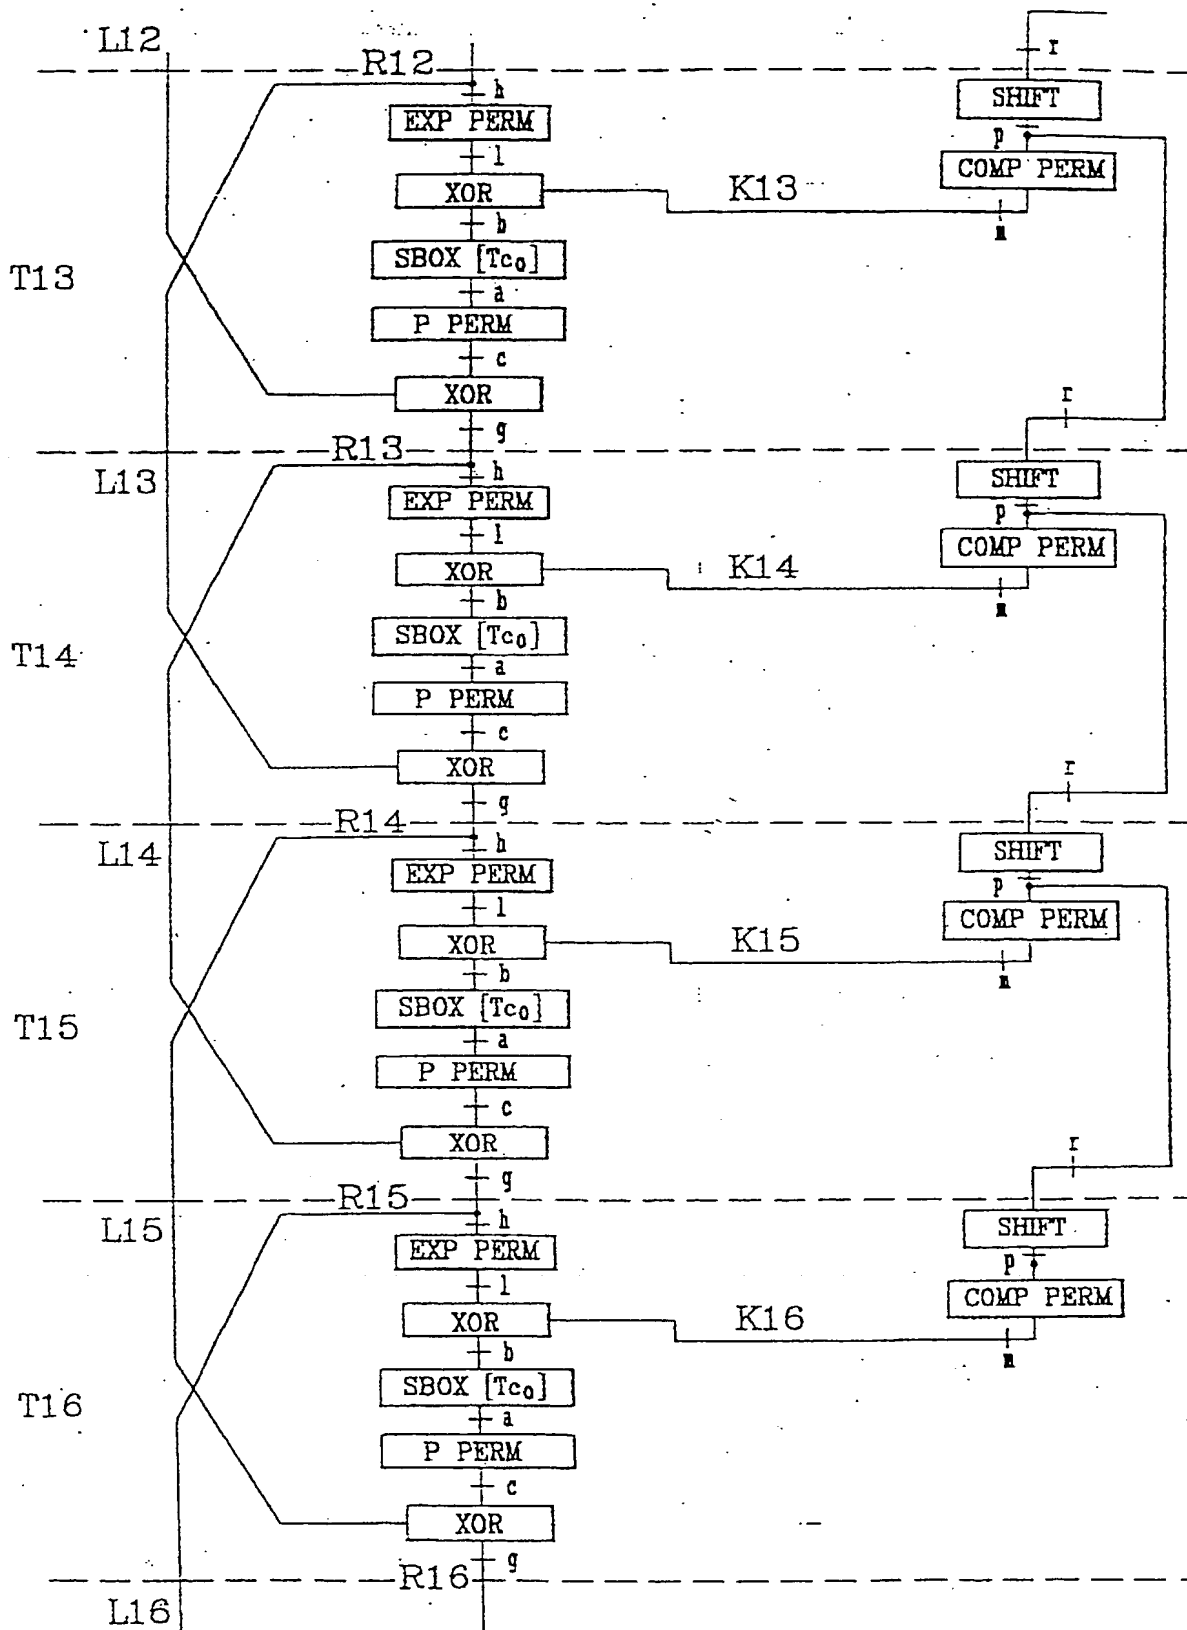 L12
R12
r
h
SHIFT
EXP PERM
p
l
COMP PERM
XOR
K13
b
m
SBOX [Tc0]
T13
a
P PERM
c
XOR
r
g
R13
L13
h
SHIFT
EXP PERM
p
l
COMP PERM
XOR
K14
b
m
SBOX [Tc0]
T14
a
P PERM
c
XOR
r
g
R14
L14
h
SHIFT
EXP PERM
p
l
COMP PERM
XOR
K15
b
m
SBOX [Tc0]
T15
a
P PERM
c
XOR
r
g
R15
L15
h
SHIFT
EXP PERM
p
l
COMP PERM
XOR
K16
b
m
SBOX [Tc0]
T16
a
P PERM
c
XOR
g
R16
L16